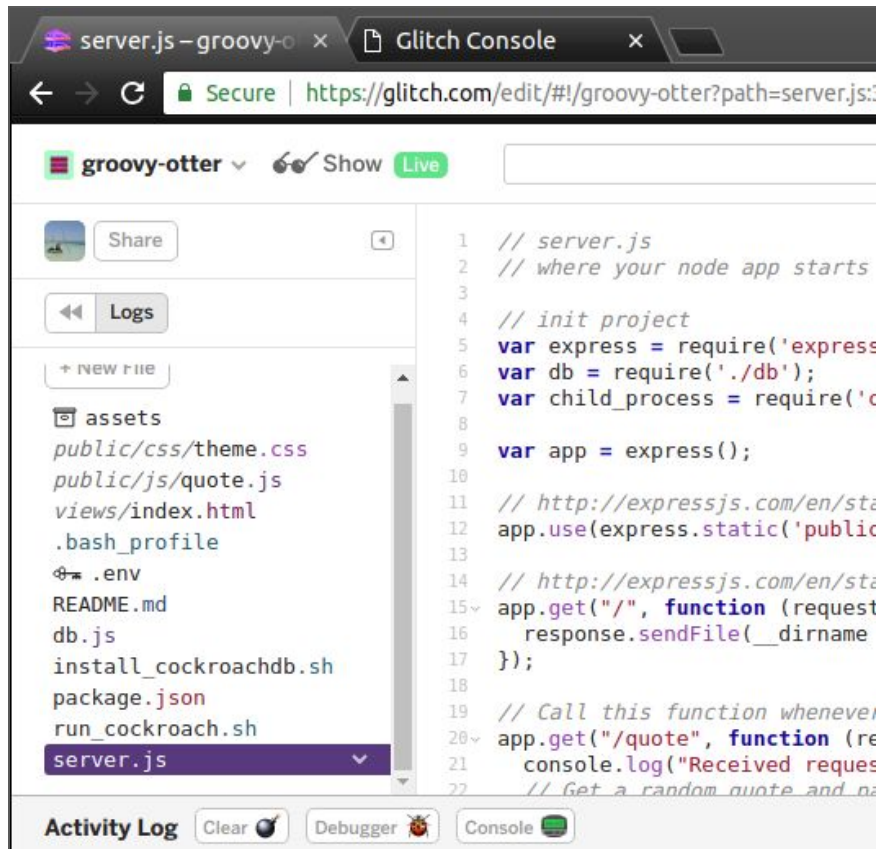 server.js – groovy-o × Glitch Console ×
Secure | https://glitch.com/edit/#!/groovy-otter?path=server.js:
groovy-otter Show Live
Share
Logs
+ New File
assets
public/css/theme.css
public/js/quote.js
views/index.html
.bash_profile
.env
README.md
db.js
install_cockroachdb.sh
package.json
run_cockroach.sh
server.js
1 // server.js
2 // where your node app starts
3
4 // init project
5 var express = require('express
6 var db = require('./db');
7 var child_process = require('c
8
9 var app = express();
10
11 // http://expressjs.com/en/sta
12 app.use(express.static('public
13
14 // http://expressjs.com/en/sta
15 app.get("/", function (request
16 response.sendFile(__dirname
17 });
18
19 // Call this function whenever
20 app.get("/quote", function (re
21 console.log("Received reques
22 // Get a random quote and pa
Activity Log Clear Debugger Console